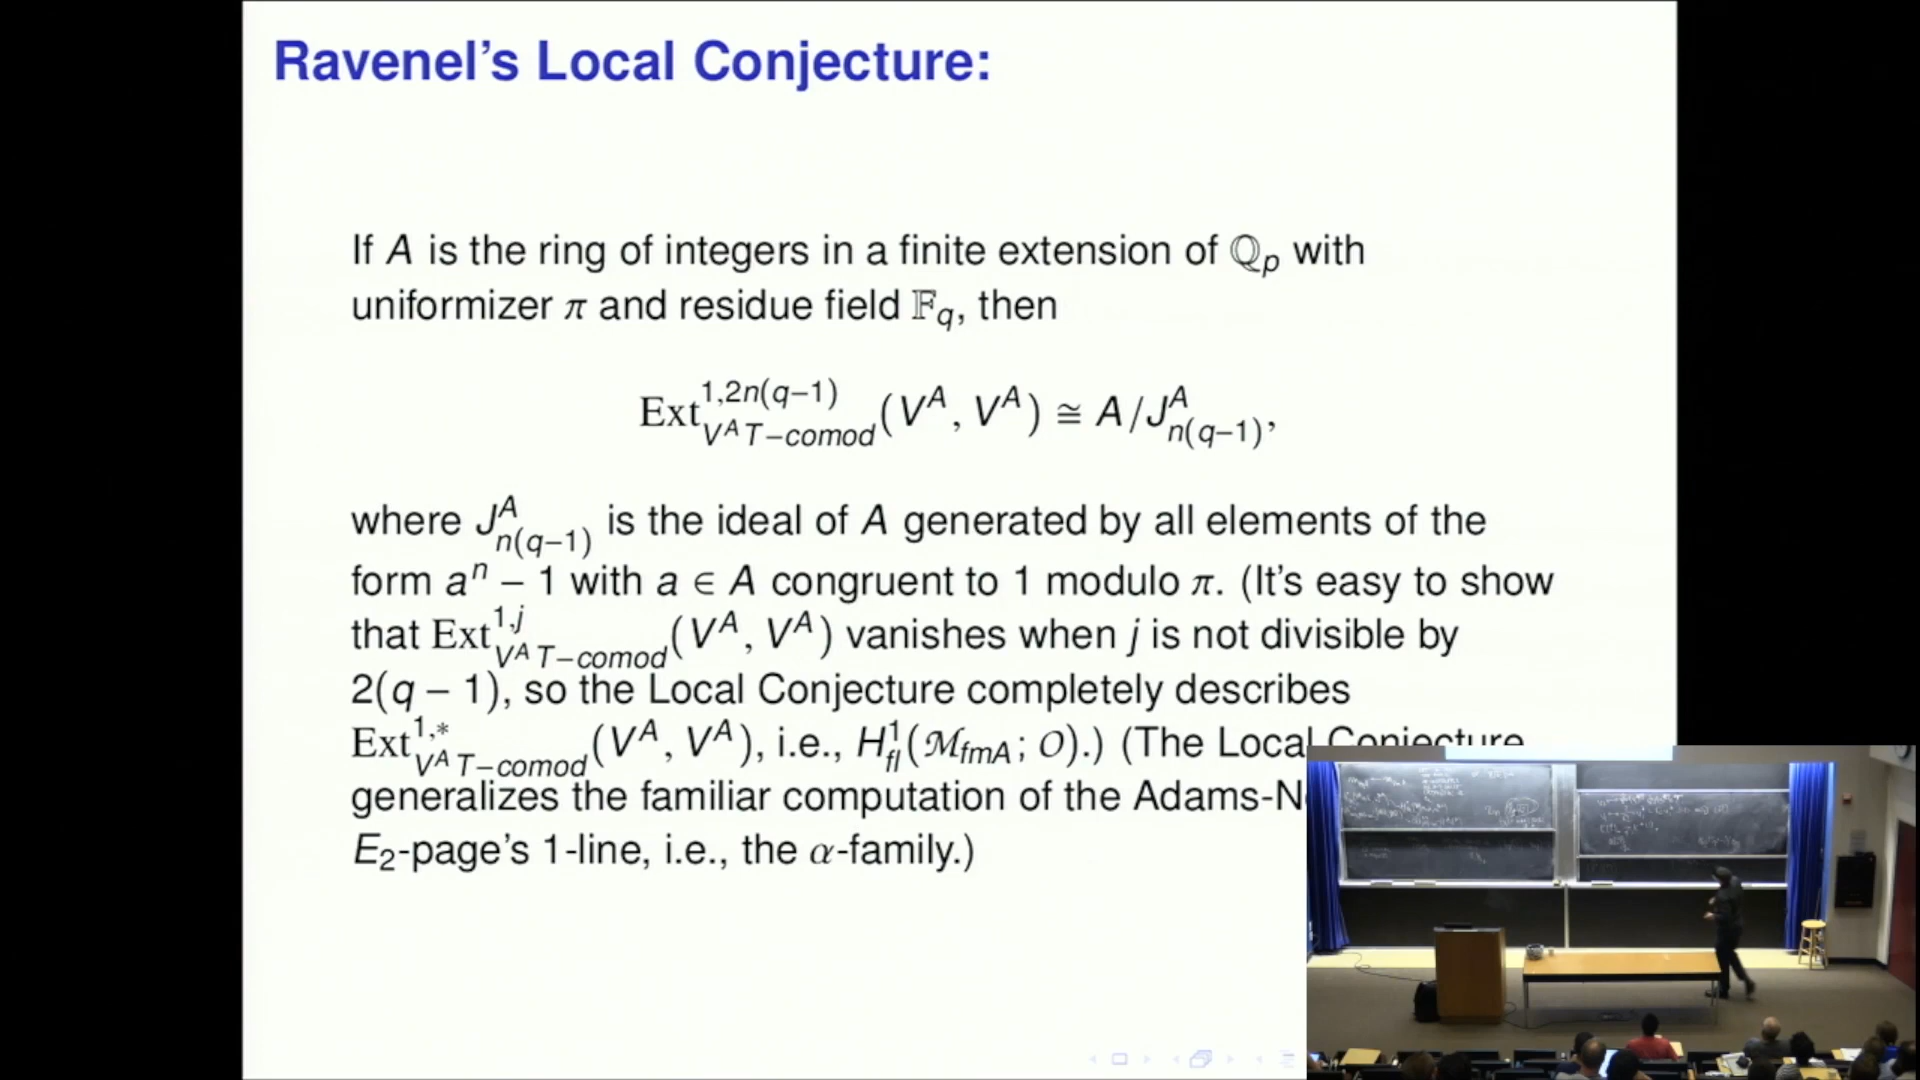 Ravenel's Local Conjecture:
If A is the ring of integers in a finite extension of ℚ_p with
uniformizer π and residue field 𝔽_q, then
Ext^{1,2n(q−1)}_{V^A T−comod}(V^A, V^A) ≅ A/J^A_{n(q−1)},
where J^A_{n(q−1)} is the ideal of A generated by all elements of the
form a^n − 1 with a ∈ A congruent to 1 modulo π. (It's easy to show
that Ext^{1,j}_{V^A T−comod}(V^A, V^A) vanishes when j is not divisible by
2(q − 1), so the Local Conjecture completely describes
Ext^{1,*}_{V^A T−comod}(V^A, V^A), i.e., H^1_{fl}(ℳ_{fmA}; 𝒪).) (The Local Conjecture
generalizes the familiar computation of the Adams-N
E_2-page's 1-line, i.e., the α-family.)